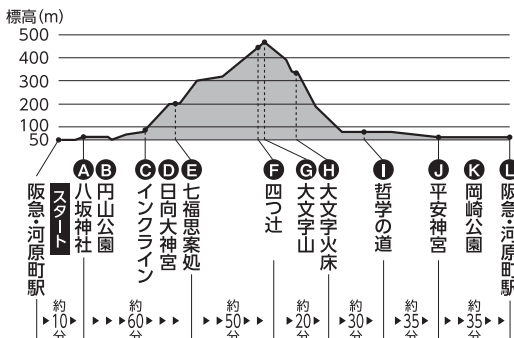 標高(m)
500
400
300
200
100
50
阪急・河原町駅
スタート
A 八坂神社
B 円山公園
C インクライン
D 日向大神宮
E 七福思案処
F 四つ辻
G 大文字山
H 大文字火床
I 哲学の道
J 平安神宮
K 岡崎公園
L 阪急・河原町駅
約10分
約60分
約50分
約20分
約30分
約35分
約35分